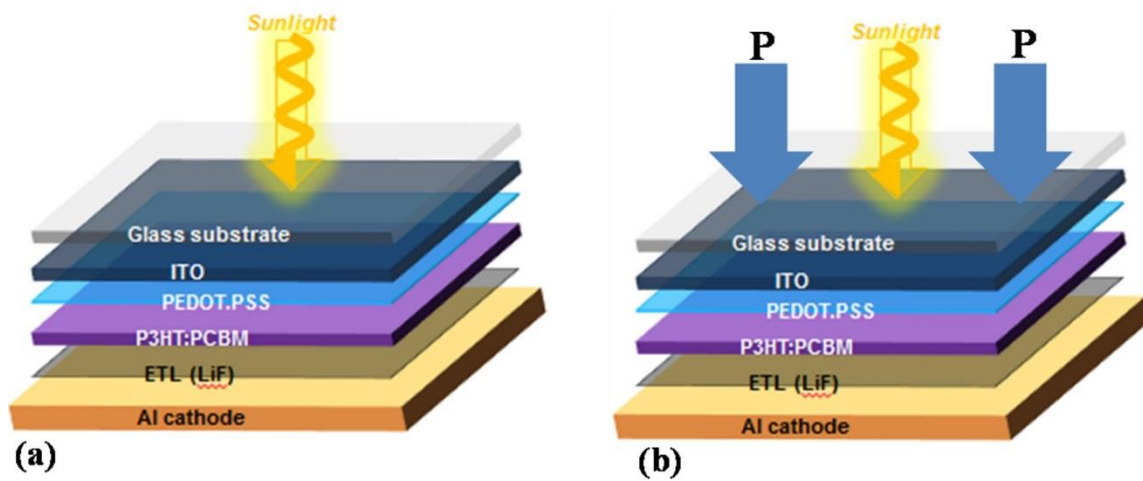 Sunlight
Glass substrate
ITO
PEDOT.PSS
P3HT:PCBM
ETL (LiF)
Al cathode
(a)
P
Sunlight
P
Glass substrate
ITO
PEDOT.PSS
P3HT:PCBM
ETL (LiF)
Al cathode
(b)